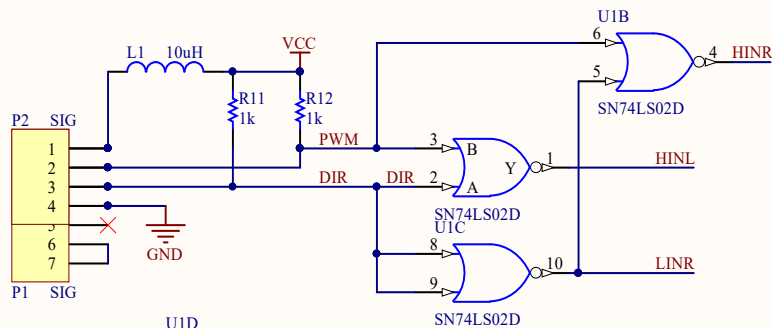 U1B
L1 10uH VCC
6
4 HINR
5
R11 R12
1k 1k
SN74LS02D
P2 SIG
PWM 3 B
1 Y 1 HINL
2
3 DIR DIR 2 A
4
SN74LS02D
5 U1C
GND
6 8
10 LINR
7 9
P1 SIG
SN74LS02D
U1D